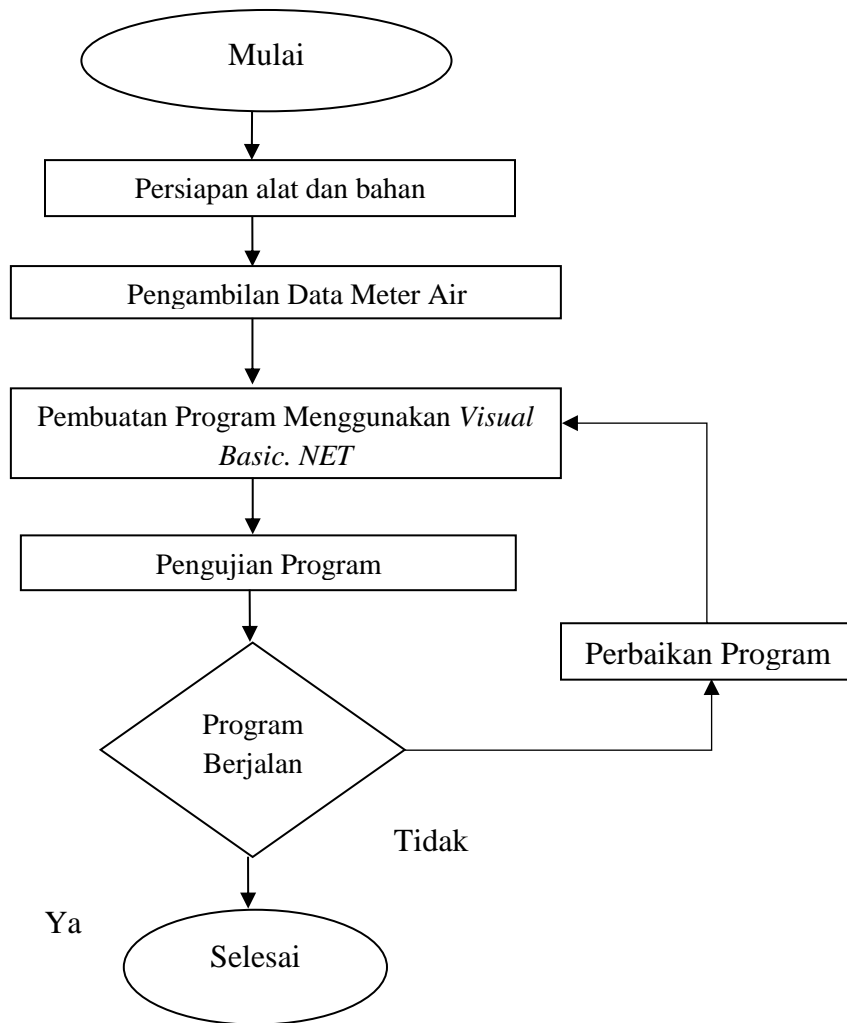 Mulai
Persiapan alat dan bahan
Pengambilan Data Meter Air
Pembuatan Program Menggunakan Visual
Basic. NET
Pengujian Program
Perbaikan Program
Program
Berjalan
Tidak
Ya
Selesai